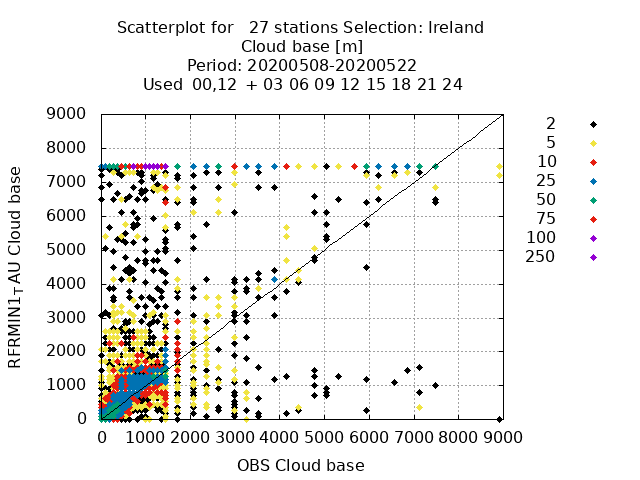 Scatterplot for   27 stations Selection: Ireland
Cloud base [m]
Period: 20200508-20200522
Used  00,12  + 03 06 09 12 15 18 21 24
RFRMIN1_T AU Cloud base
9000
8000
7000
6000
5000
4000
3000
2000
1000
0
0 1000 2000 3000 4000 5000 6000 7000 8000 9000
OBS Cloud base
2
5
10
25
50
75
100
250